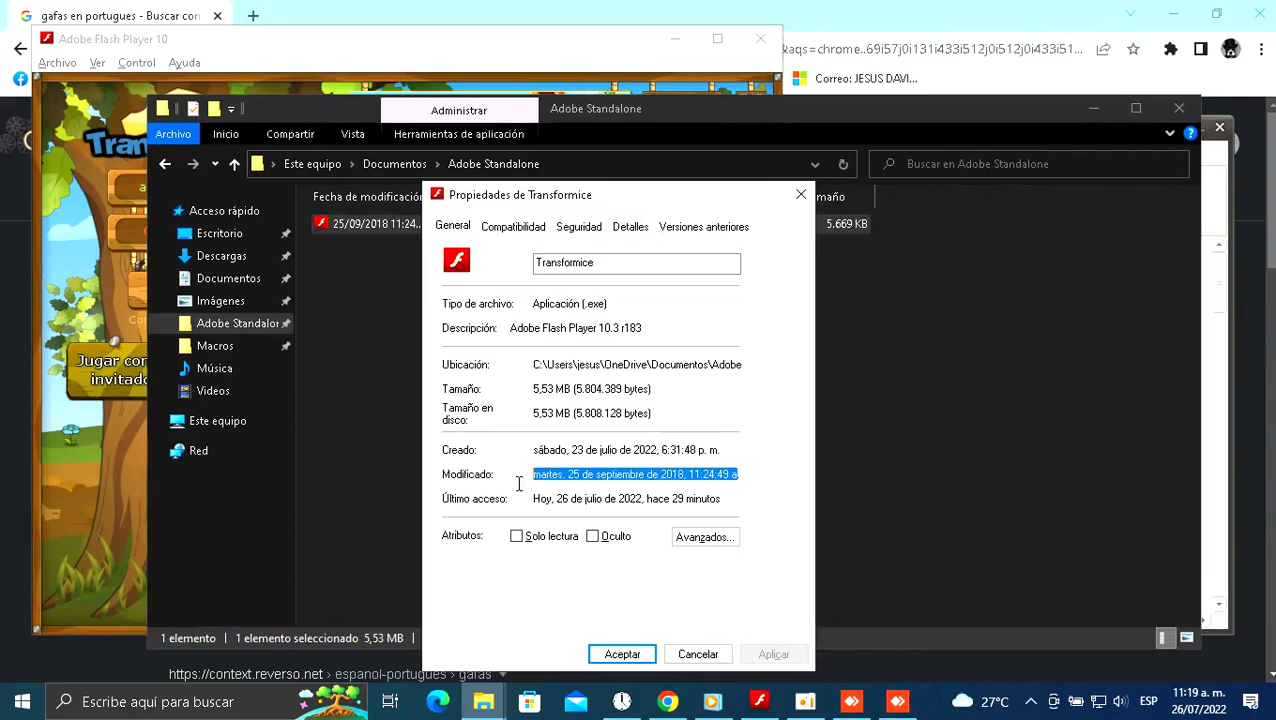 gafas en portugues - Buscar con
Adobe Flash Player 10
&aqs=chrome..69i57j0i131i433i512j0i512j0i433i51...
Archivo Ver Control Ayuda
Correo: JESUS DAVI...
Administrar
Adobe Standalone
Archivo Inicio Compartir Vista Herramientas de aplicación
Este equipo Documentos Adobe Standalone
Buscar en Adobe Standalone
Fecha de modificación
25/09/2018 11:24...
5.669 KB
Acceso rápido
Escritorio
Descargas
Documentos
Imágenes
Adobe Standalon
Macros
Música
Videos
Este equipo
Red
Jugar con
invitado
Propiedades de Transformice
General Compatibilidad Seguridad Detalles Versiones anteriores
Transformice
Tipo de archivo: Aplicación (.exe)
Descripción: Adobe Flash Player 10.3 r183
Ubicación: C:\Users\jesus\OneDrive\Documentos\Adobe
Tamaño: 5,53 MB (5.804.389 bytes)
Tamaño en disco: 5,53 MB (5.808.128 bytes)
Creado: sábado, 23 de julio de 2022, 6:31:48 p. m.
Modificado: martes, 25 de septiembre de 2018, 11:24:49 a
Último acceso: Hoy, 26 de julio de 2022, hace 29 minutos
Atributos: Solo lectura Oculto Avanzados...
Aceptar Cancelar Aplicar
1 elemento 1 elemento seleccionado 5,53 MB
https://context.reverso.net › español-portugues › gafas
Escribe aquí para buscar
27°C
ESP
11:19 a. m.
26/07/2022